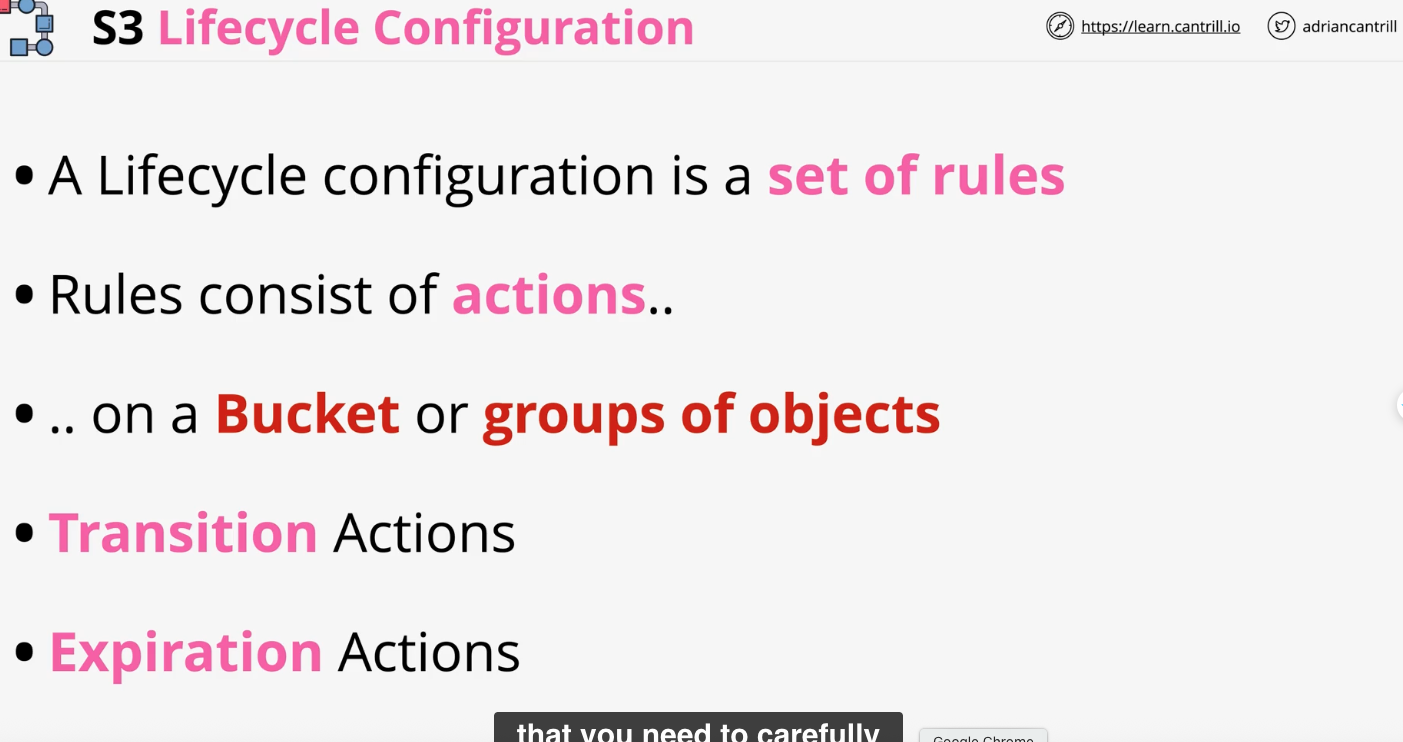 S3 Lifecycle Configuration
https://learn.cantrill.io
adriancantrill
• A Lifecycle configuration is a set of rules
• Rules consist of actions..
• .. on a Bucket or groups of objects
• Transition Actions
• Expiration Actions
that you need to carefully
Google Chrome